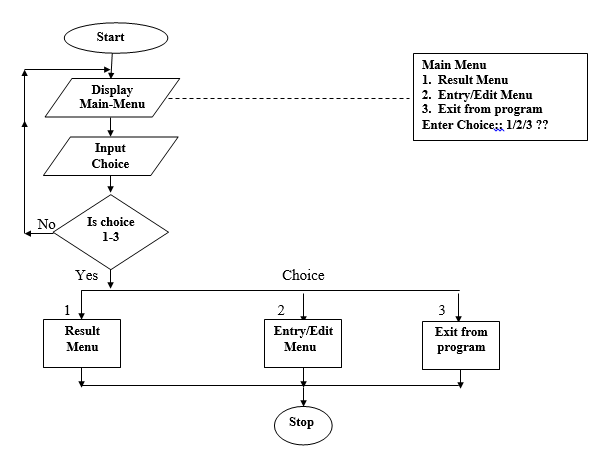 Start
Display
Main-Menu
Main Menu
1. Result Menu
2. Entry/Edit Menu
3. Exit from program
Enter Choice;; 1/2/3 ??
Input
Choice
Is choice
1-3
No
Yes
Choice
1
2
3
Result
Menu
Entry/Edit
Menu
Exit from
program
Stop